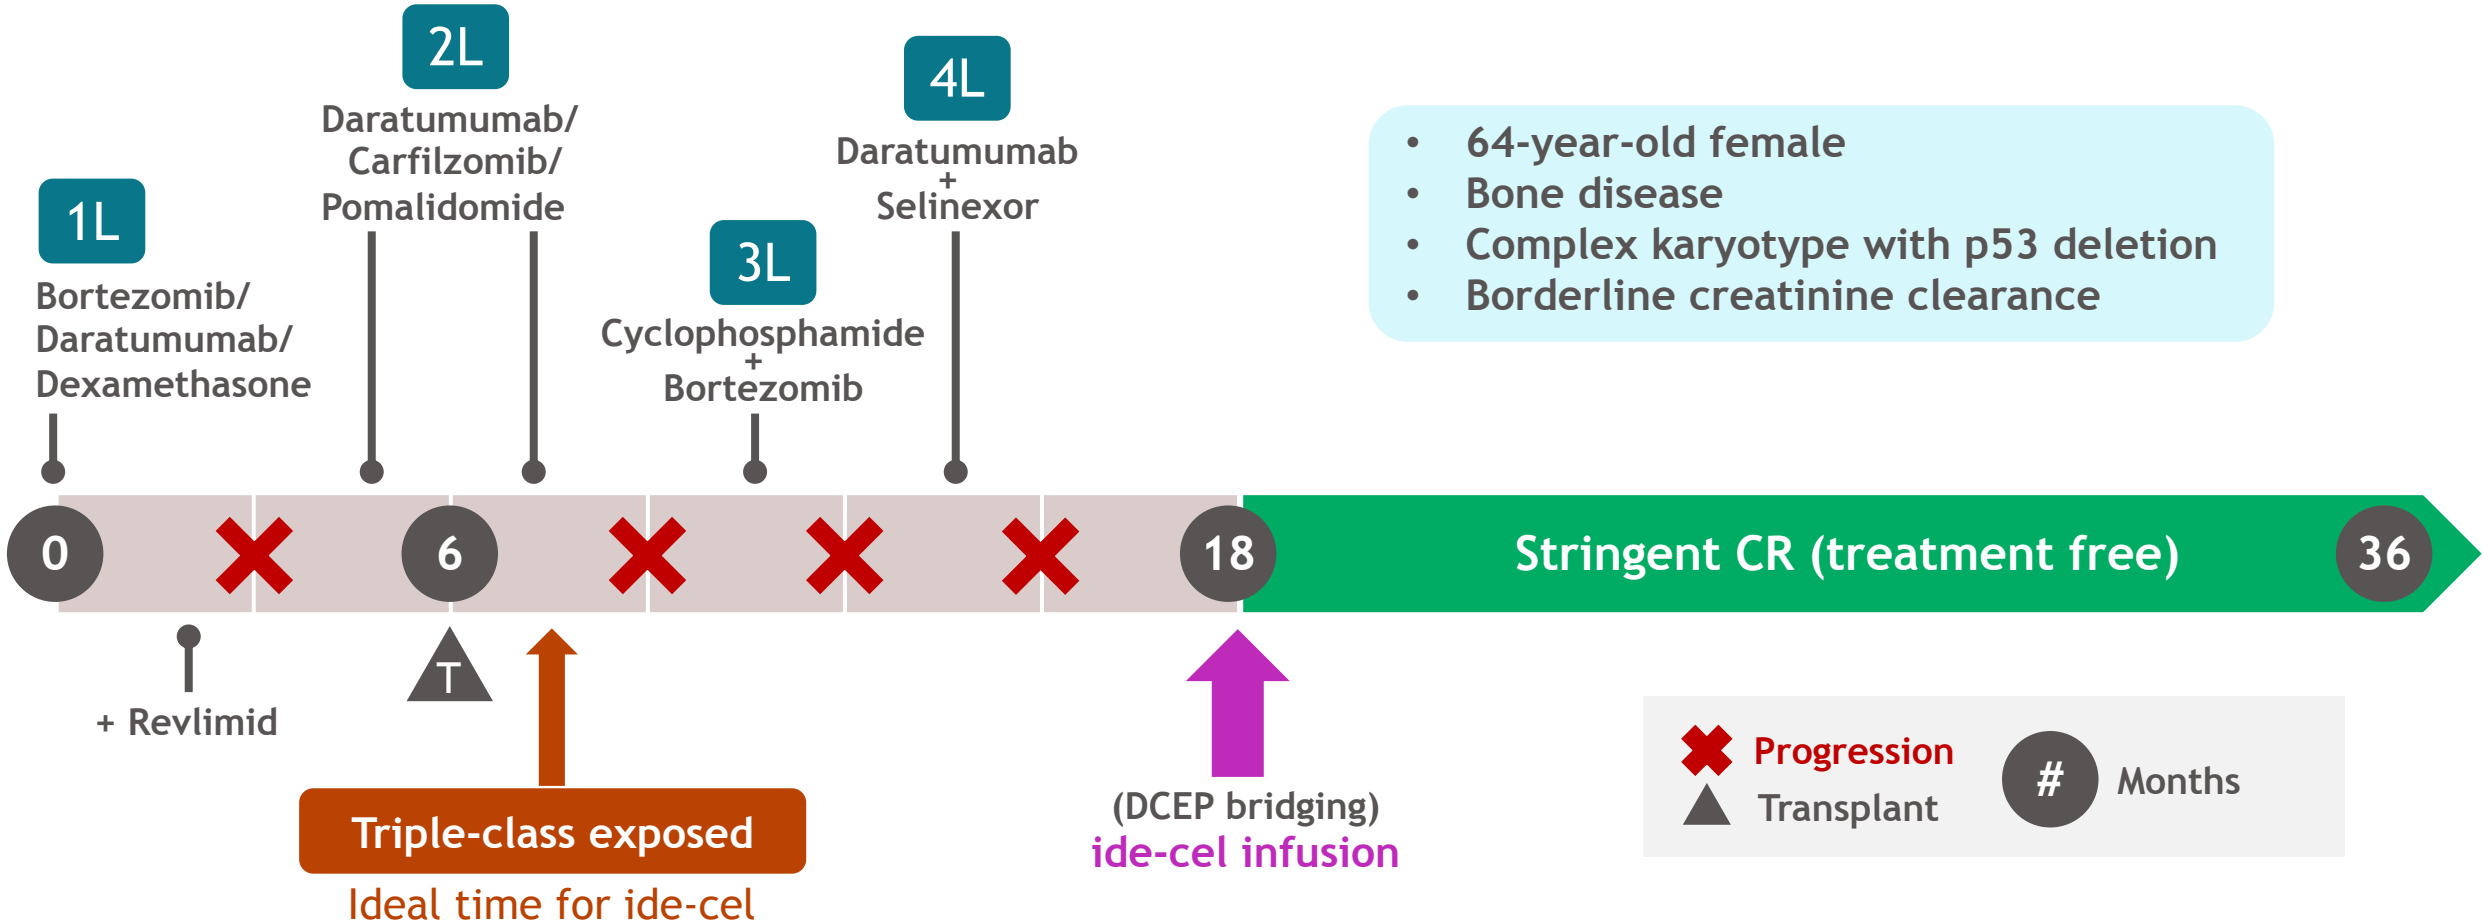 1L
Bortezomib/
Daratumumab/
Dexamethasone
2L
Daratumumab/
Carfilzomib/
Pomalidomide
3L
Cyclophosphamide
+
Bortezomib
4L
Daratumumab
+
Selinexor
• 64-year-old female
• Bone disease
• Complex karyotype with p53 deletion
• Borderline creatinine clearance
0
6
18
Stringent CR (treatment free)
36
+ Revlimid
T
Triple-class exposed
Ideal time for ide-cel
(DCEP bridging)
ide-cel infusion
Progression
Transplant
#
Months